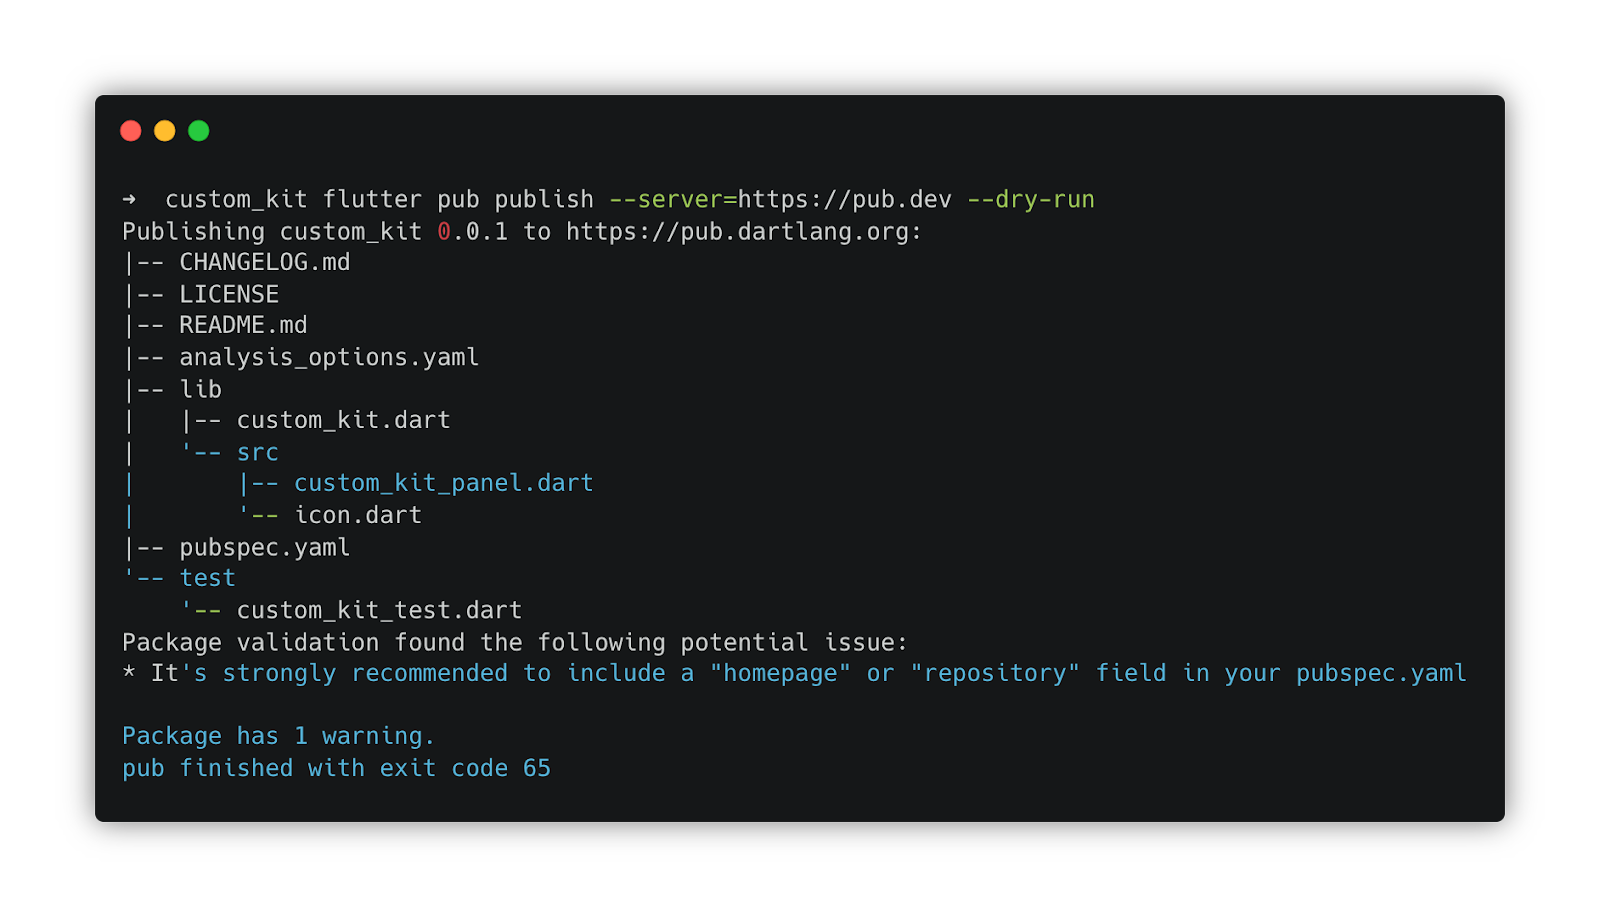 ➜  custom_kit flutter pub publish --server=https://pub.dev --dry-run
Publishing custom_kit 0.0.1 to https://pub.dartlang.org:
|-- CHANGELOG.md
|-- LICENSE
|-- README.md
|-- analysis_options.yaml
|-- lib
|   |-- custom_kit.dart
|   '-- src
|       |-- custom_kit_panel.dart
|       '-- icon.dart
|-- pubspec.yaml
'-- test
    '-- custom_kit_test.dart
Package validation found the following potential issue:
* It's strongly recommended to include a "homepage" or "repository" field in your pubspec.yaml
Package has 1 warning.
pub finished with exit code 65